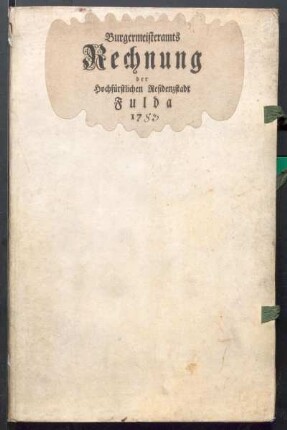 Burgermeisteramts
Rechnung
der
Hochfürstlichen Residenzstadt
Fulda